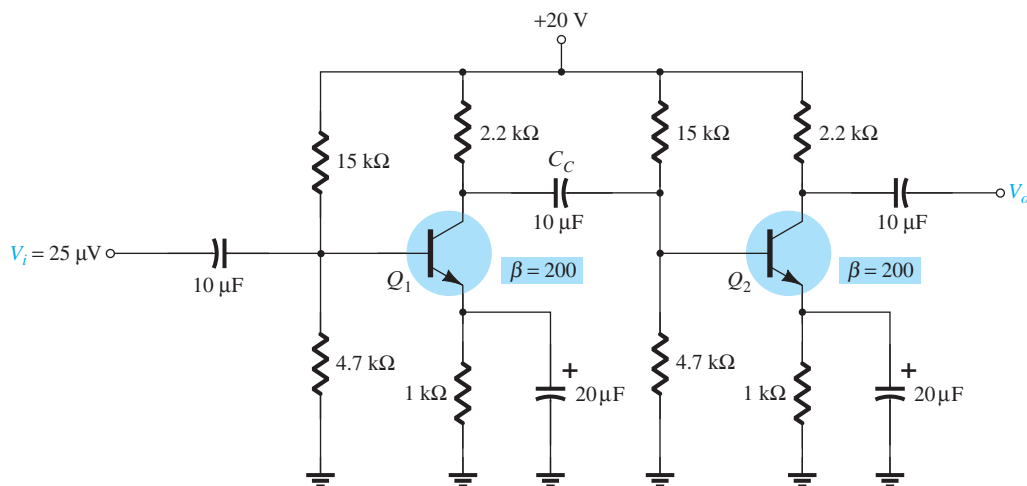 +20 V
15 kΩ
2.2 kΩ
15 kΩ
2.2 kΩ
C_C
10 μF
10 μF
V_o
V_i = 25 μV
10 μF
Q_1
β = 200
Q_2
β = 200
4.7 kΩ
1 kΩ
+
20 μF
4.7 kΩ
1 kΩ
+
20 μF